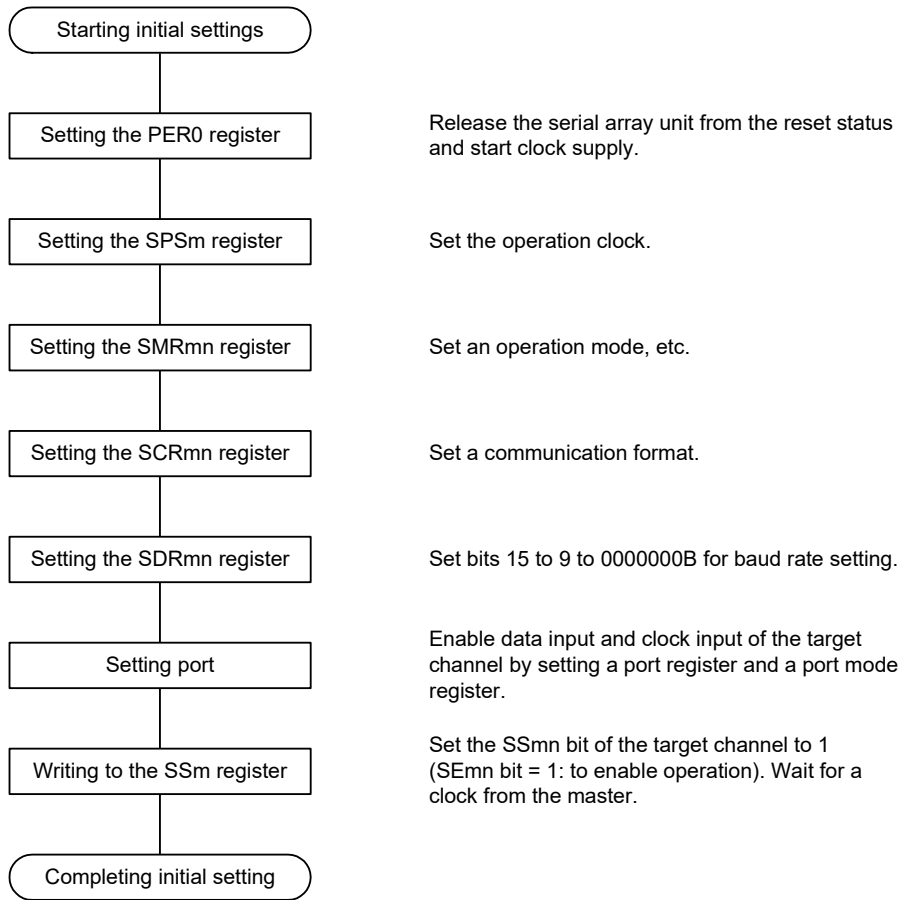 Starting initial settings
Setting the PER0 register
Release the serial array unit from the reset status
and start clock supply.
Setting the SPSm register
Set the operation clock.
Setting the SMRmn register
Set an operation mode, etc.
Setting the SCRmn register
Set a communication format.
Setting the SDRmn register
Set bits 15 to 9 to 0000000B for baud rate setting.
Setting port
Enable data input and clock input of the target
channel by setting a port register and a port mode
register.
Writing to the SSm register
Set the SSmn bit of the target channel to 1
(SEmn bit = 1: to enable operation). Wait for a
clock from the master.
Completing initial setting